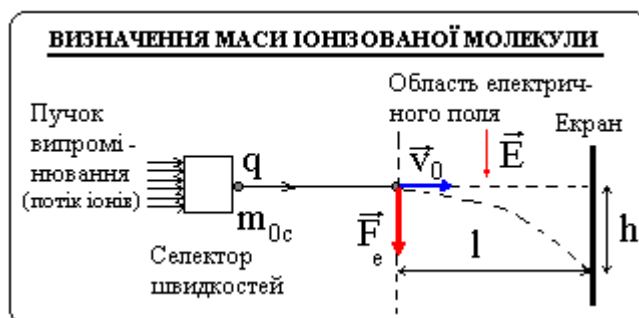 ВИЗНАЧЕННЯ МАСИ ІОНІЗОВАНОЇ МОЛЕКУЛИ
Область електрич-
ного поля
Пучок
випромі -
нювання
(потік іонів)
Екран
q
v₀
E
m₀c
Fₑ
l
h
Селектор
швидкостей